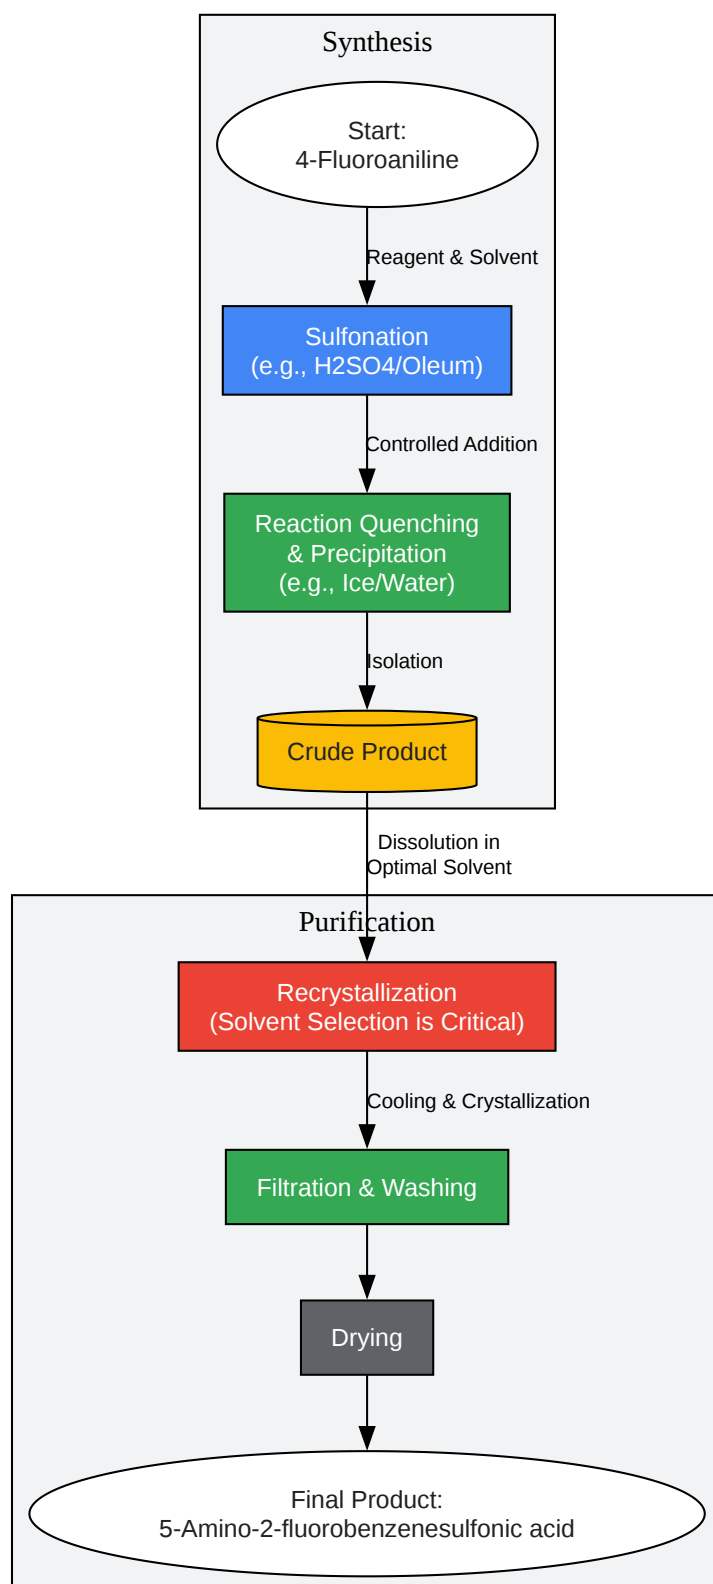 Synthesis
Start:
4-Fluoroaniline
Reagent & Solvent
Sulfonation
(e.g., H2SO4/Oleum)
Controlled Addition
Reaction Quenching
& Precipitation
(e.g., Ice/Water)
Isolation
Crude Product
Dissolution in
Optimal Solvent
Purification
Recrystallization
(Solvent Selection is Critical)
Cooling & Crystallization
Filtration & Washing
Drying
Final Product:
5-Amino-2-fluorobenzenesulfonic acid